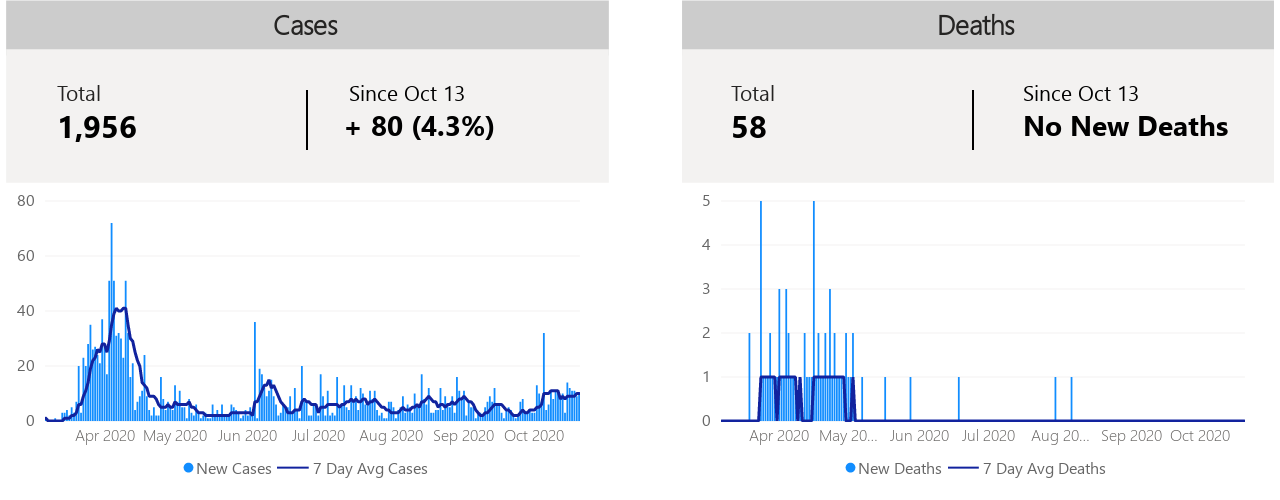 Cases
Total
1,956
Since Oct 13
+ 80 (4.3%)
80
60
40
20
0
Apr 2020 May 2020 Jun 2020 Jul 2020 Aug 2020 Sep 2020 Oct 2020
New Cases 7 Day Avg Cases
Deaths
Total
58
Since Oct 13
No New Deaths
5
4
3
2
1
0
Apr 2020 May 20... Jun 2020 Jul 2020 Aug 20... Sep 2020 Oct 2020
New Deaths 7 Day Avg Deaths